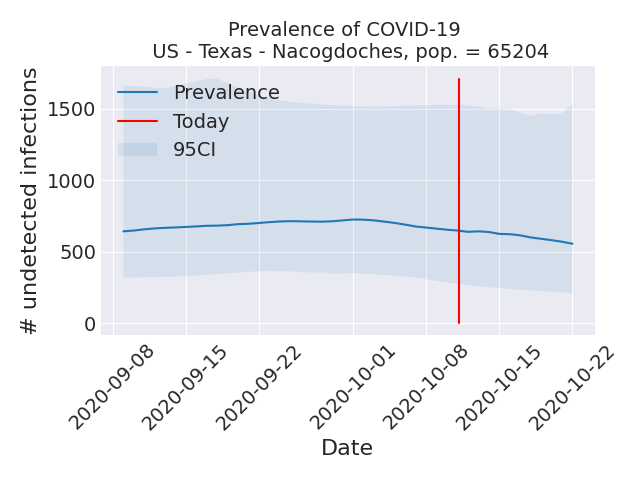 Prevalence of COVID-19
US - Texas - Nacogdoches, pop. = 65204
# undetected infections
1500
1000
500
0
Prevalence
Today
95CI
2020-09-08
2020-09-15
2020-09-22
2020-10-01
2020-10-08
2020-10-15
2020-10-22
Date